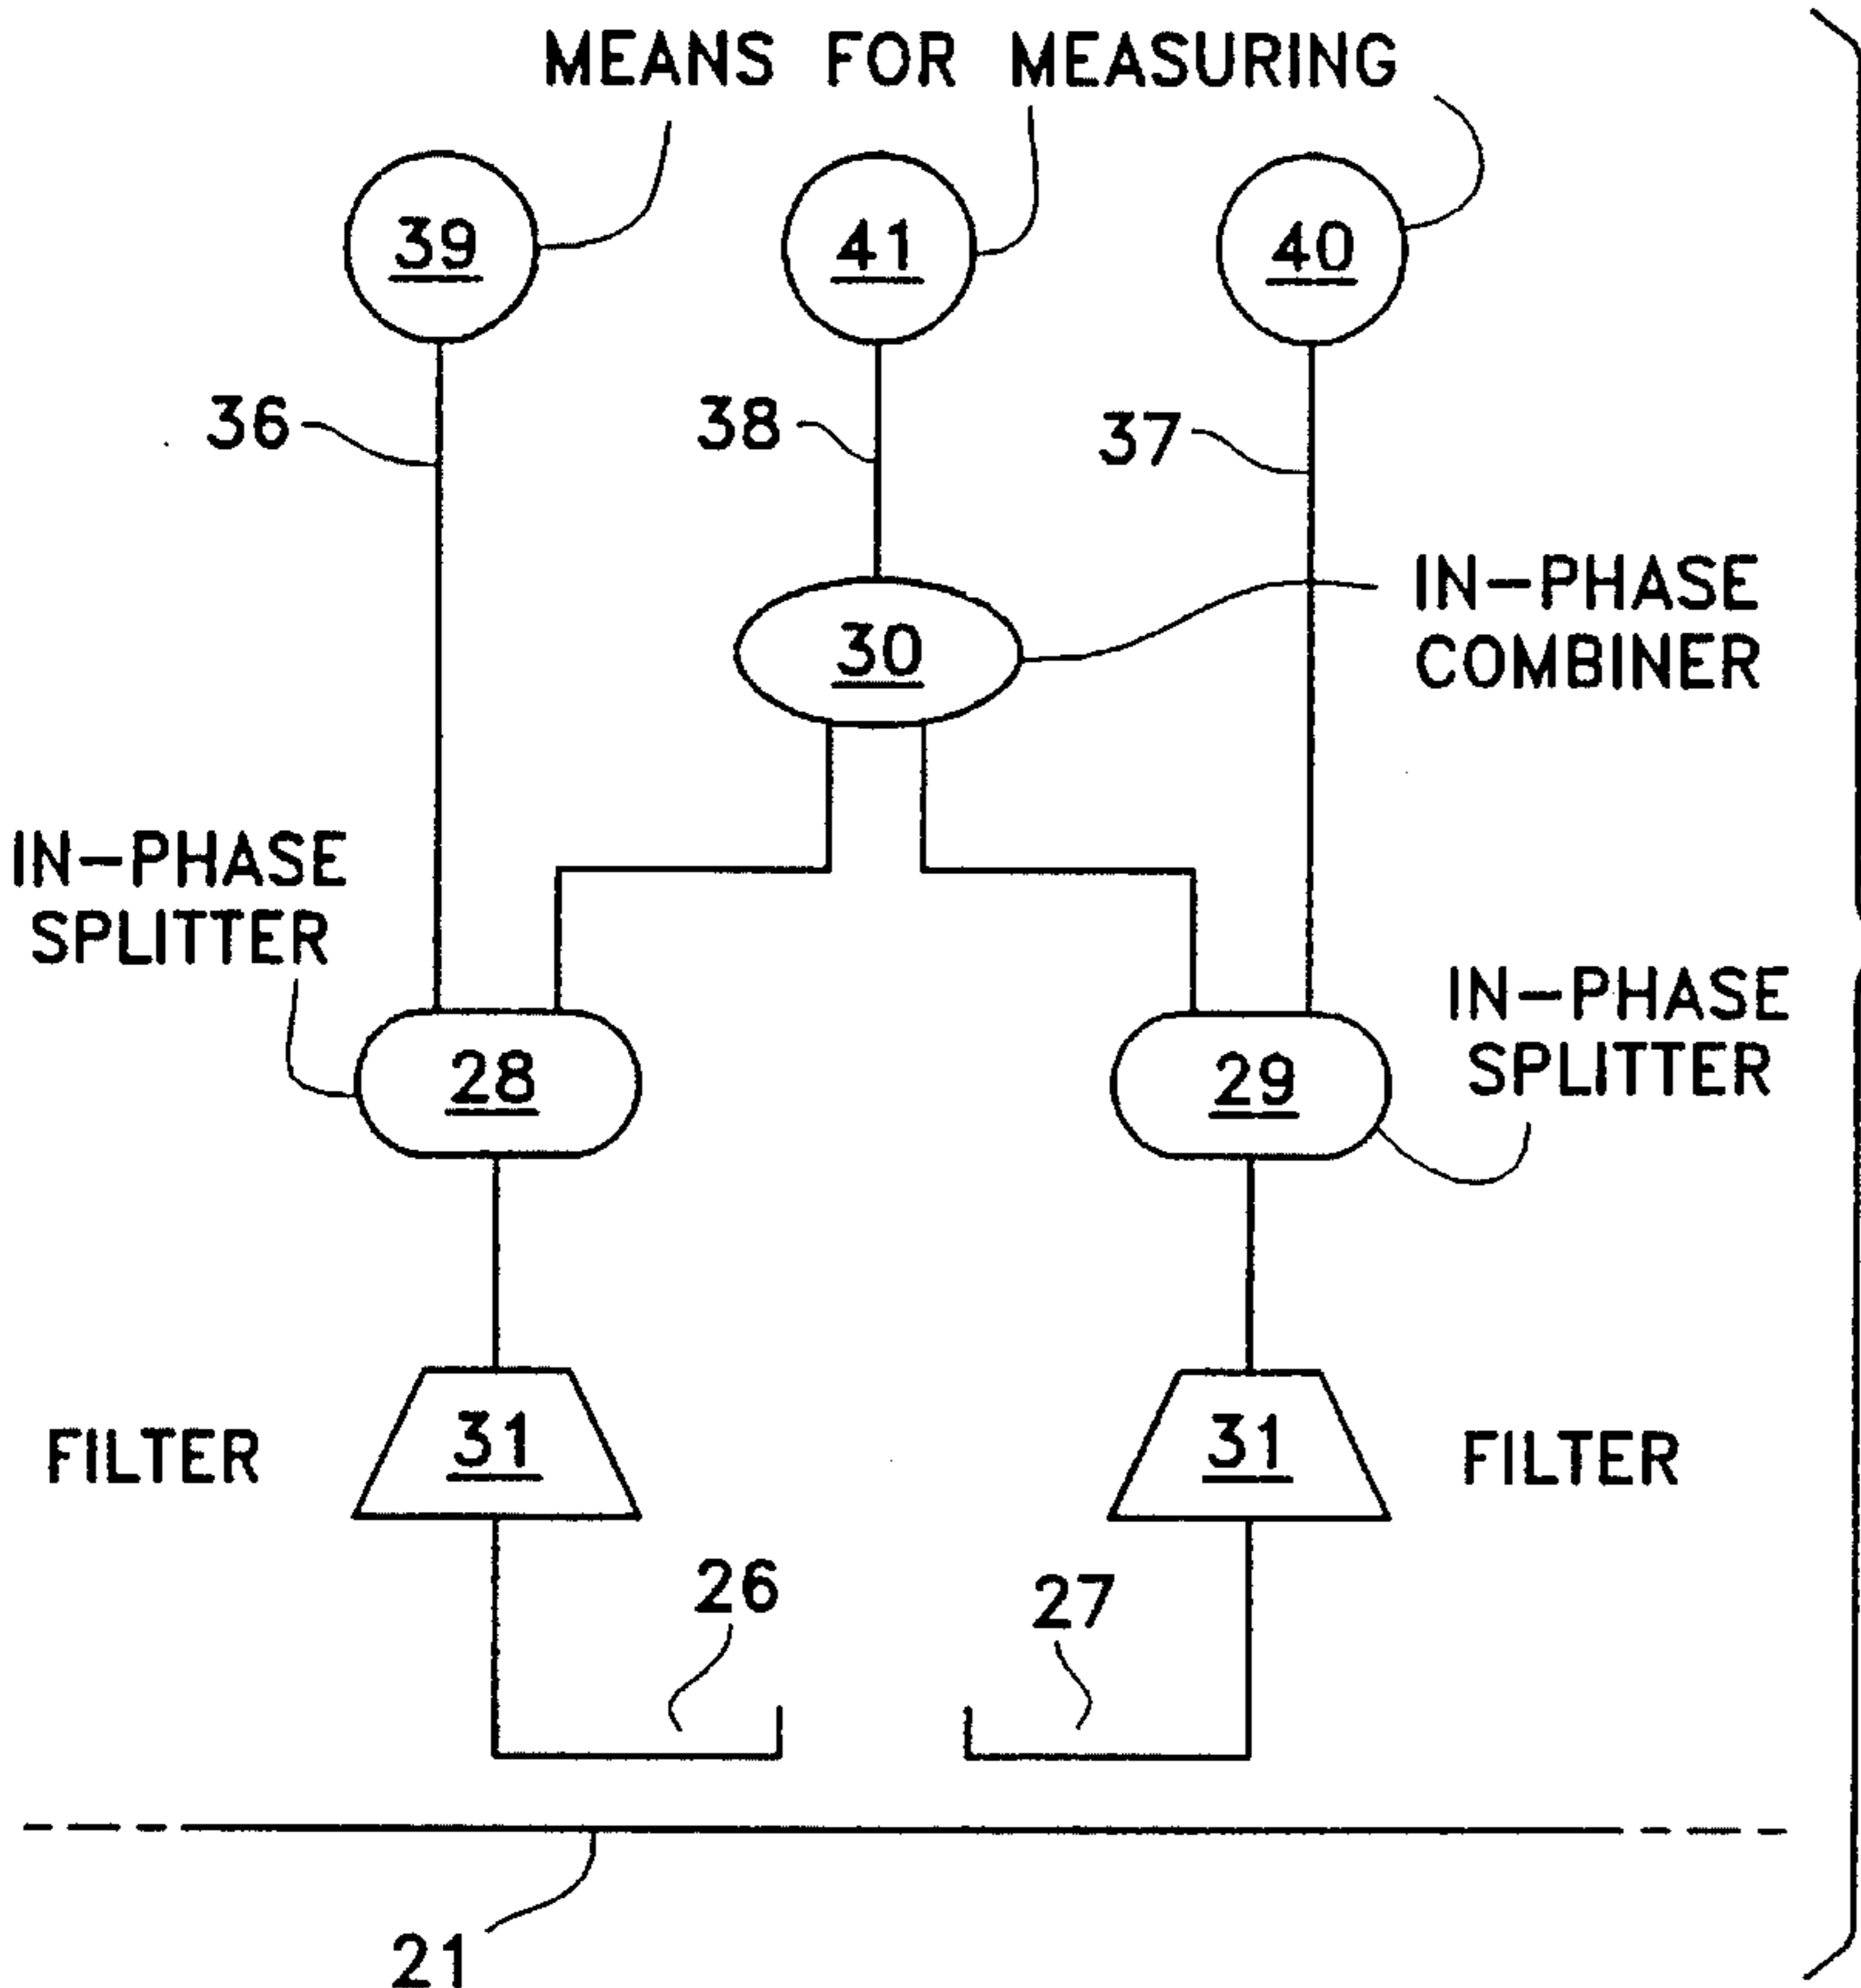 MEANS FOR MEASURING
39 41 40
36 38 37
IN-PHASE
COMBINER
30
IN-PHASE
SPLITTER
IN-PHASE
SPLITTER
28 29
FILTER 31 31 FILTER
26 27
21